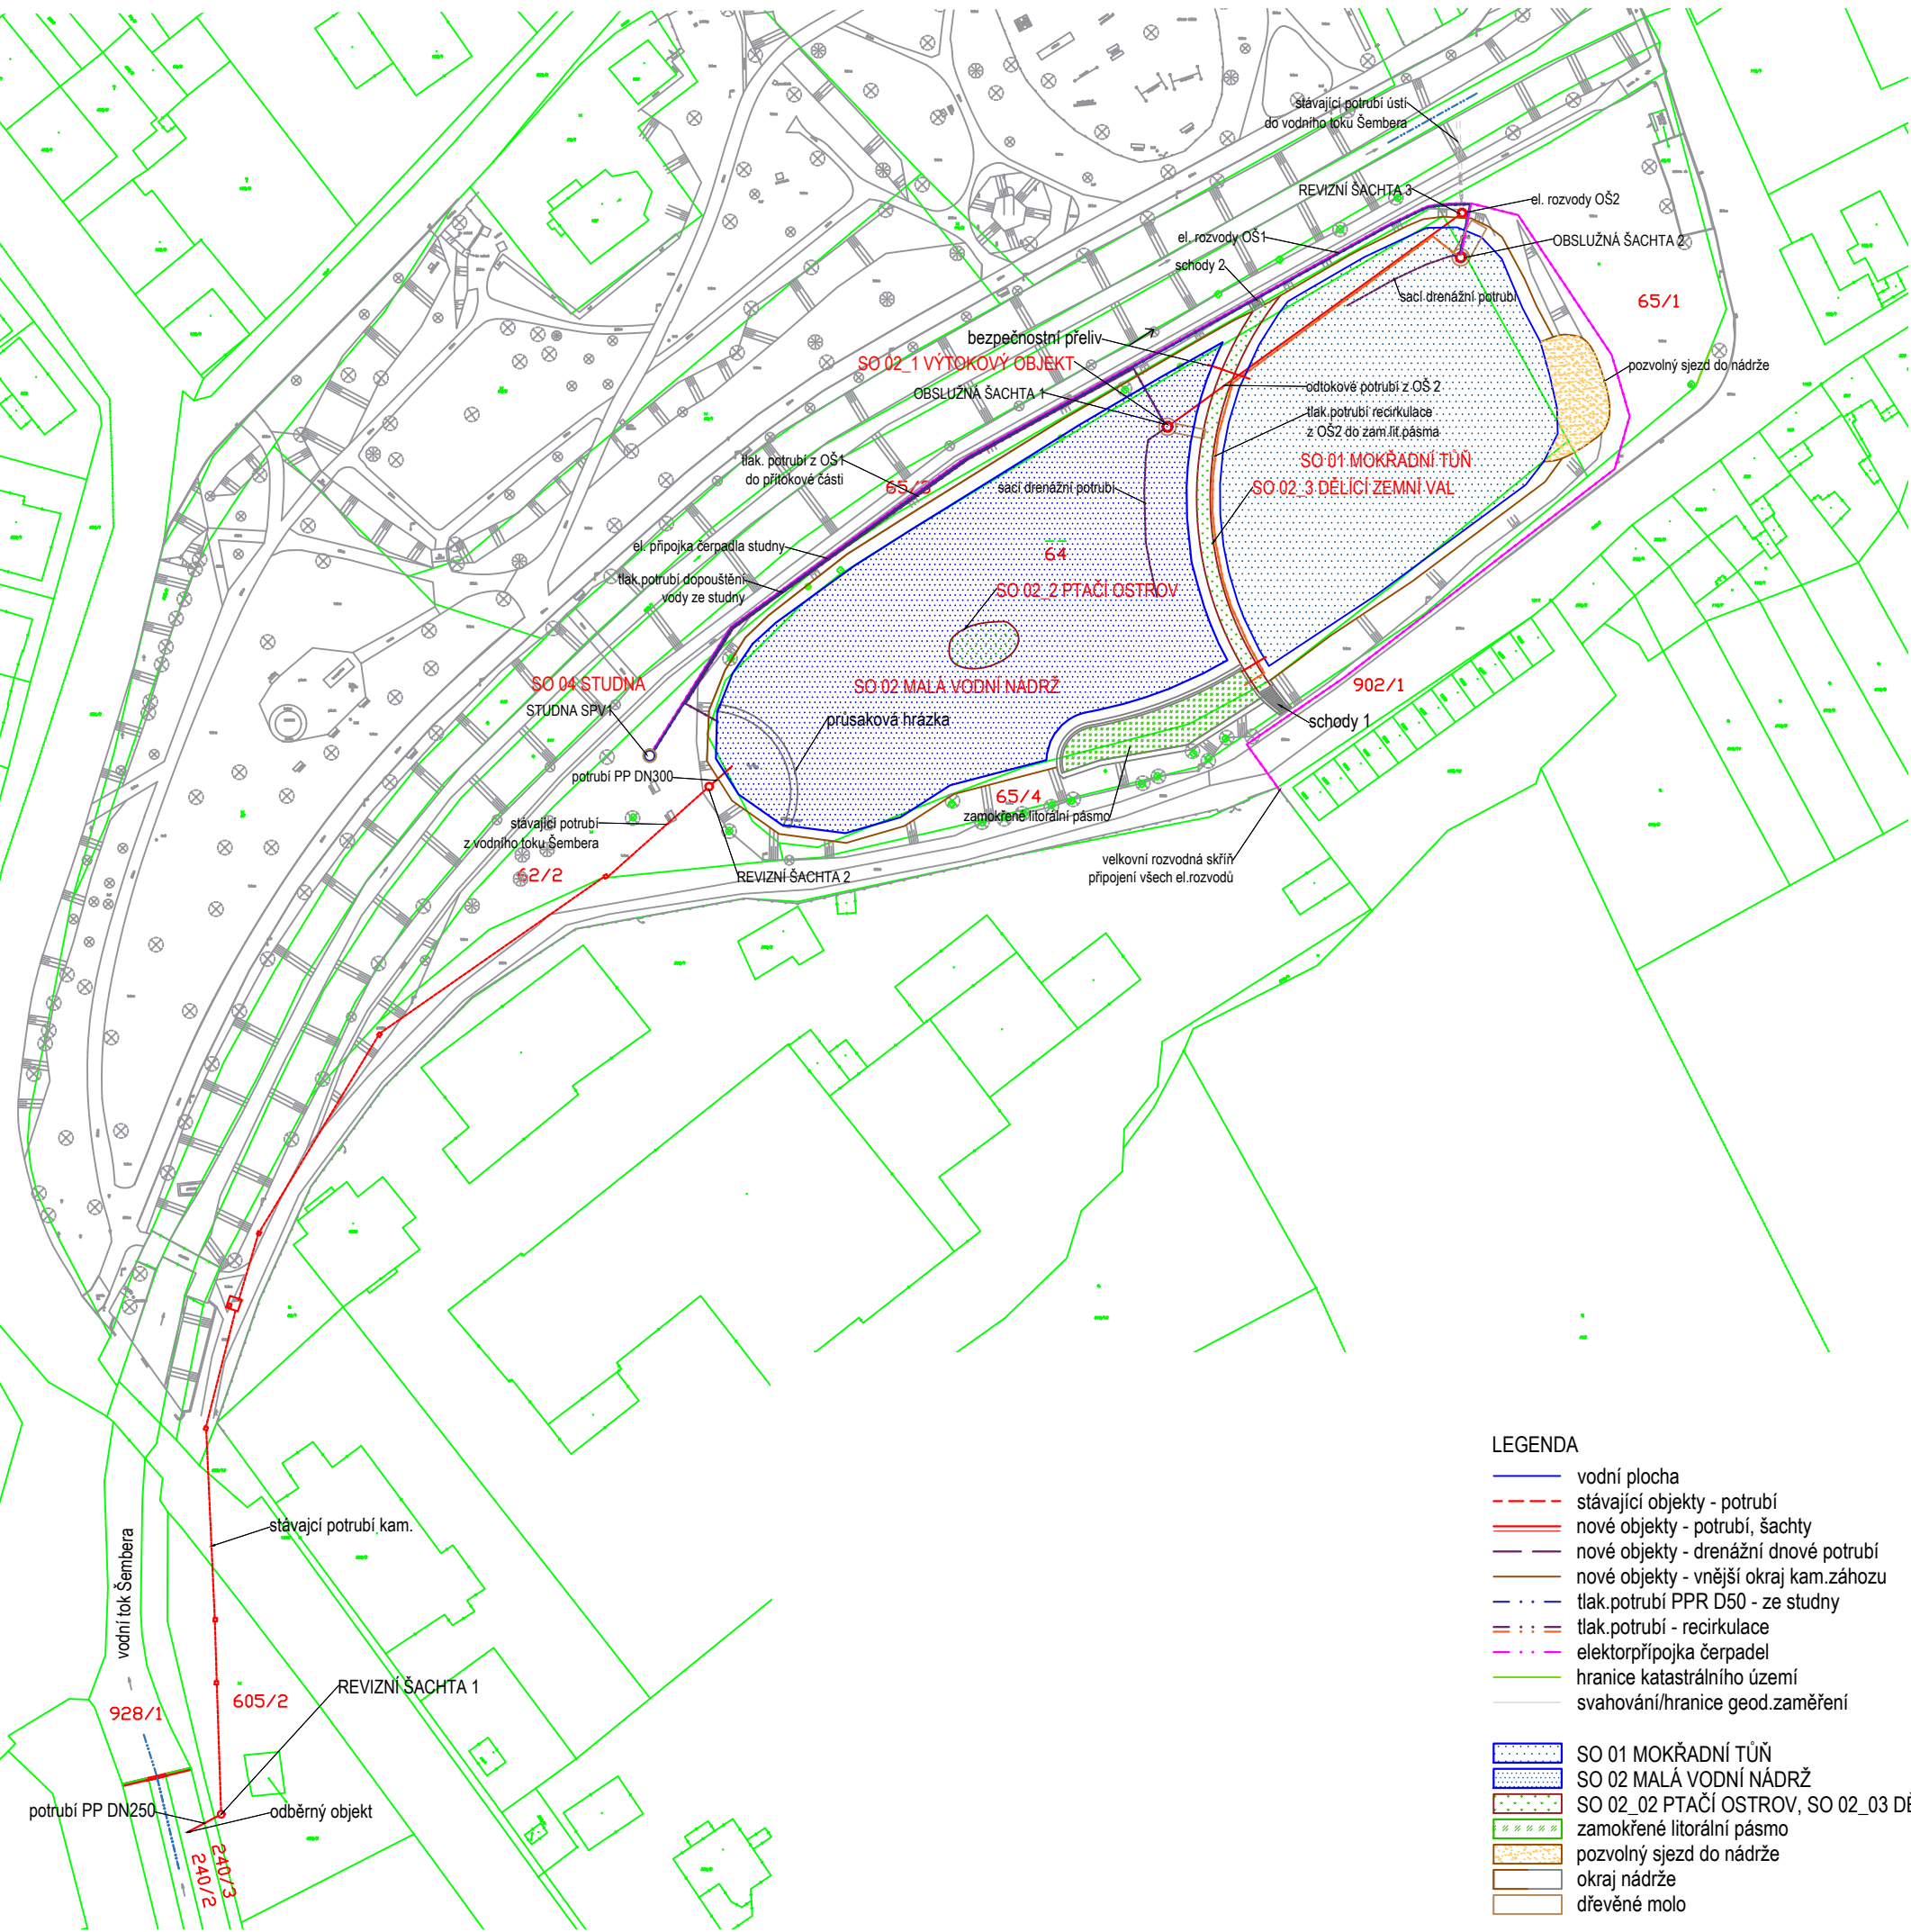 stávající potrubí ústí
do vodního toku Šembera
REVIZNÍ ŠACHTA 3
el. rozvody OŠ2
el. rozvody OŠ1
OBSLUŽNÁ ŠACHTA 2
schody 2
sací drenážní potrubí
65/1
bezpečnostní přeliv
SO 02_1 VÝTOKOVÝ OBJEKT
pozvolný sjezd do nádrže
OBSLUŽNÁ ŠACHTA 1
odtokové potrubí z OŠ 2
tlak.potrubí recirkulace
z OŠ2 do zam.lit.pásma
tlak. potrubí z OŠ1
do přítokové části
SO 01 MOKŘADNÍ TŮŇ
65/3
sací drenážní potrubí
SO 02_3 DĚLÍCÍ ZEMNÍ VAL
el. přípojka čerpadla studny
64
tlak.potrubí dopouštění
vody ze studny
SO 02_2 PTAČÍ OSTROV
SO 04 STUDNA
SO 02 MALÁ VODNÍ NÁDRŽ
902/1
STUDNA SPV1
prusaková hrázka
schody 1
potrubí PP DN300
65/4
zamokřené litorální pásmo
stávající potrubí
z vodního toku Šembera
62/2
REVIZNÍ ŠACHTA 2
velkovní rozvodná skříň
připojení všech el.rozvodů
stávajcí potrubí kam.
vodní tok Šembera
REVIZNÍ ŠACHTA 1
605/2
928/1
potrubí PP DN250
odběrný objekt
240/2
240/3
LEGENDA
vodní plocha
stávající objekty - potrubí
nové objekty - potrubí, šachty
nové objekty - drenážní dnové potrubí
nové objekty - vnější okraj kam.záhozu
tlak.potrubí PPR D50 - ze studny
tlak.potrubí - recirkulace
elektorpřípojka čerpadel
hranice katastrálního území
svahování/hranice geod.zaměření
SO 01 MOKŘADNÍ TŮŇ
SO 02 MALÁ VODNÍ NÁDRŽ
SO 02_02 PTAČÍ OSTROV, SO 02_03 DĚ
zamokřené litorální pásmo
pozvolný sjezd do nádrže
okraj nádrže
dřevěné molo